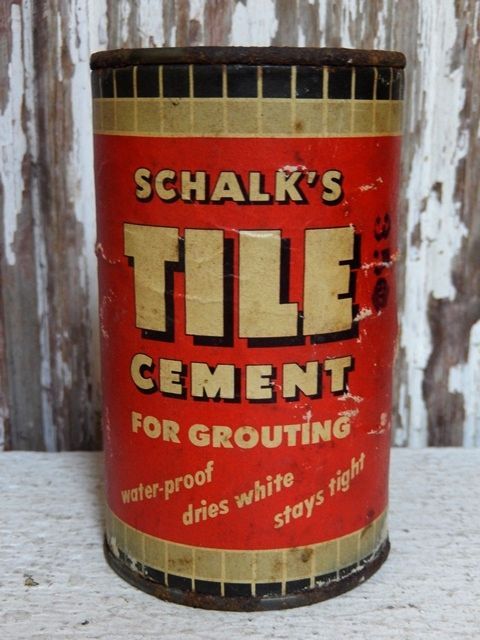 SCHALK'S
TILE
CEMENT
FOR GROUTING
water-proof
dries white
stays tight